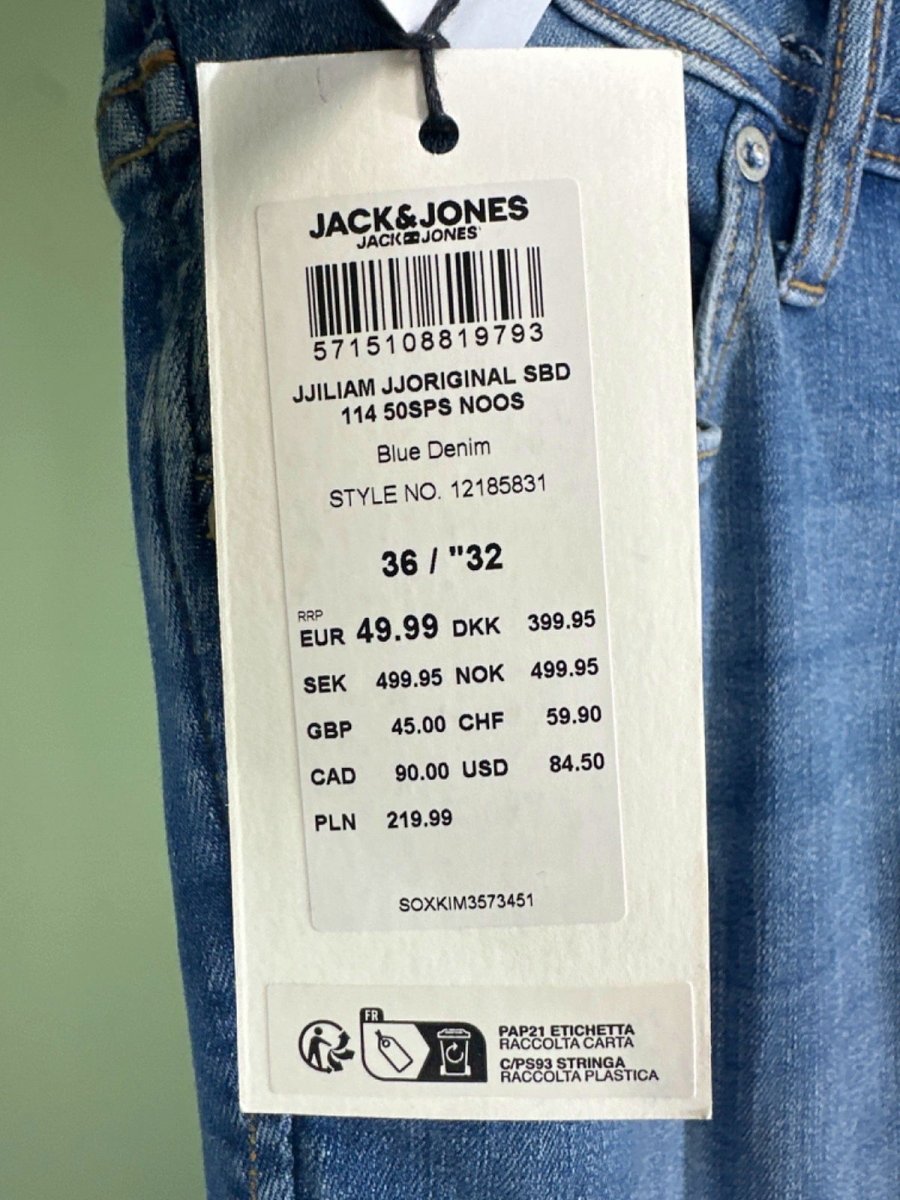 JACK&JONES
JACK JONES
5715108819793
JJILIAM JJORIGINAL SBD
114 50SPS NOOS
Blue Denim
STYLE NO. 12185831
36 / "32
RRP
EUR 49.99 DKK 399.95
SEK 499.95 NOK 499.95
GBP 45.00 CHF 59.90
CAD 90.00 USD 84.50
PLN 219.99
SOXKIM3573451
FR
PAP21 ETICHETTA
RACCOLTA CARTA
C/PS93 STRINGA
RACCOLTA PLASTICA